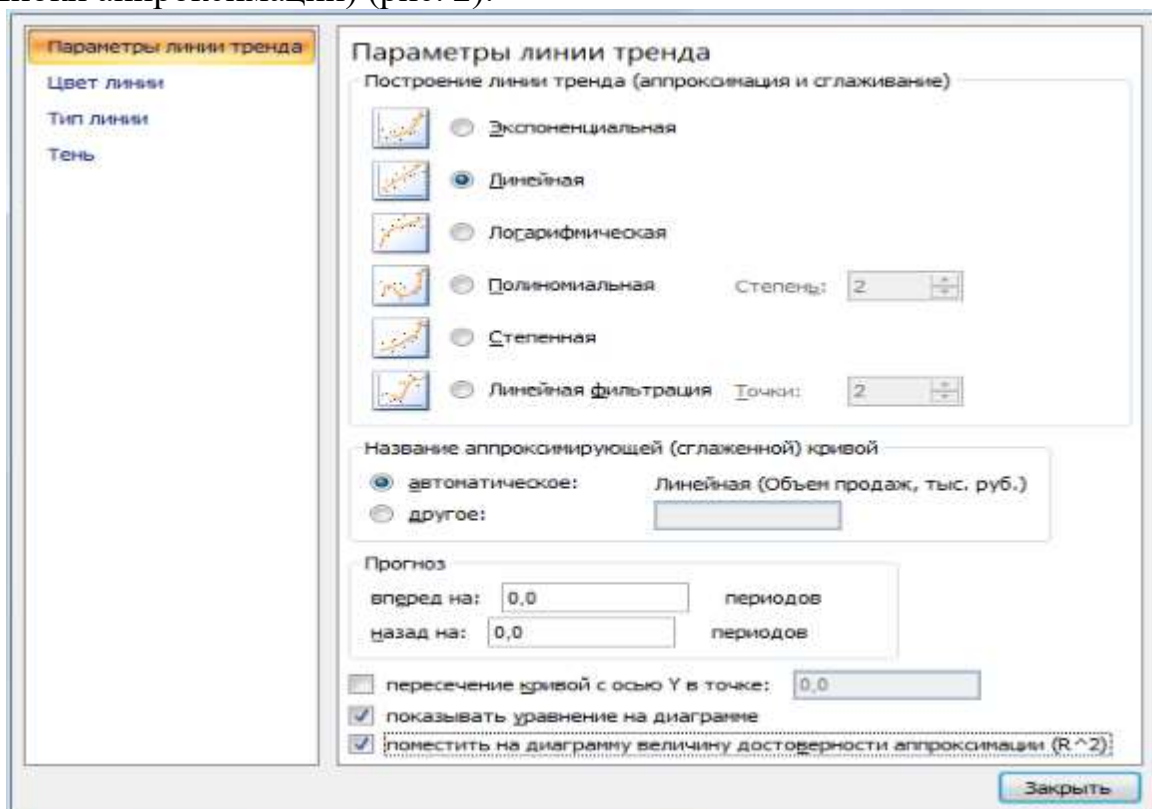 аппроксимации) (рис. 2).
Параметры линии тренда
Цвет линии
Тип линии
Тень
Параметры линии тренда
Построение линии тренда (аппроксимация и сглаживание)
Экспоненциальная
Линейная
Логарифмическая
Полиномиальная Степень: 2
Степенная
Линейная фильтрация Точки: 2
Название аппроксимирующей (сглаженной) кривой
автоматическое: Линейная (Объем продаж, тыс. руб.)
другое:
Прогноз
вперед на: 0,0 периодов
назад на: 0,0 периодов
пересечение кривой с осью Y в точке: 0,0
показывать уравнение на диаграмме
поместить на диаграмму величину достоверности аппроксимации (R^2)
Закрыть